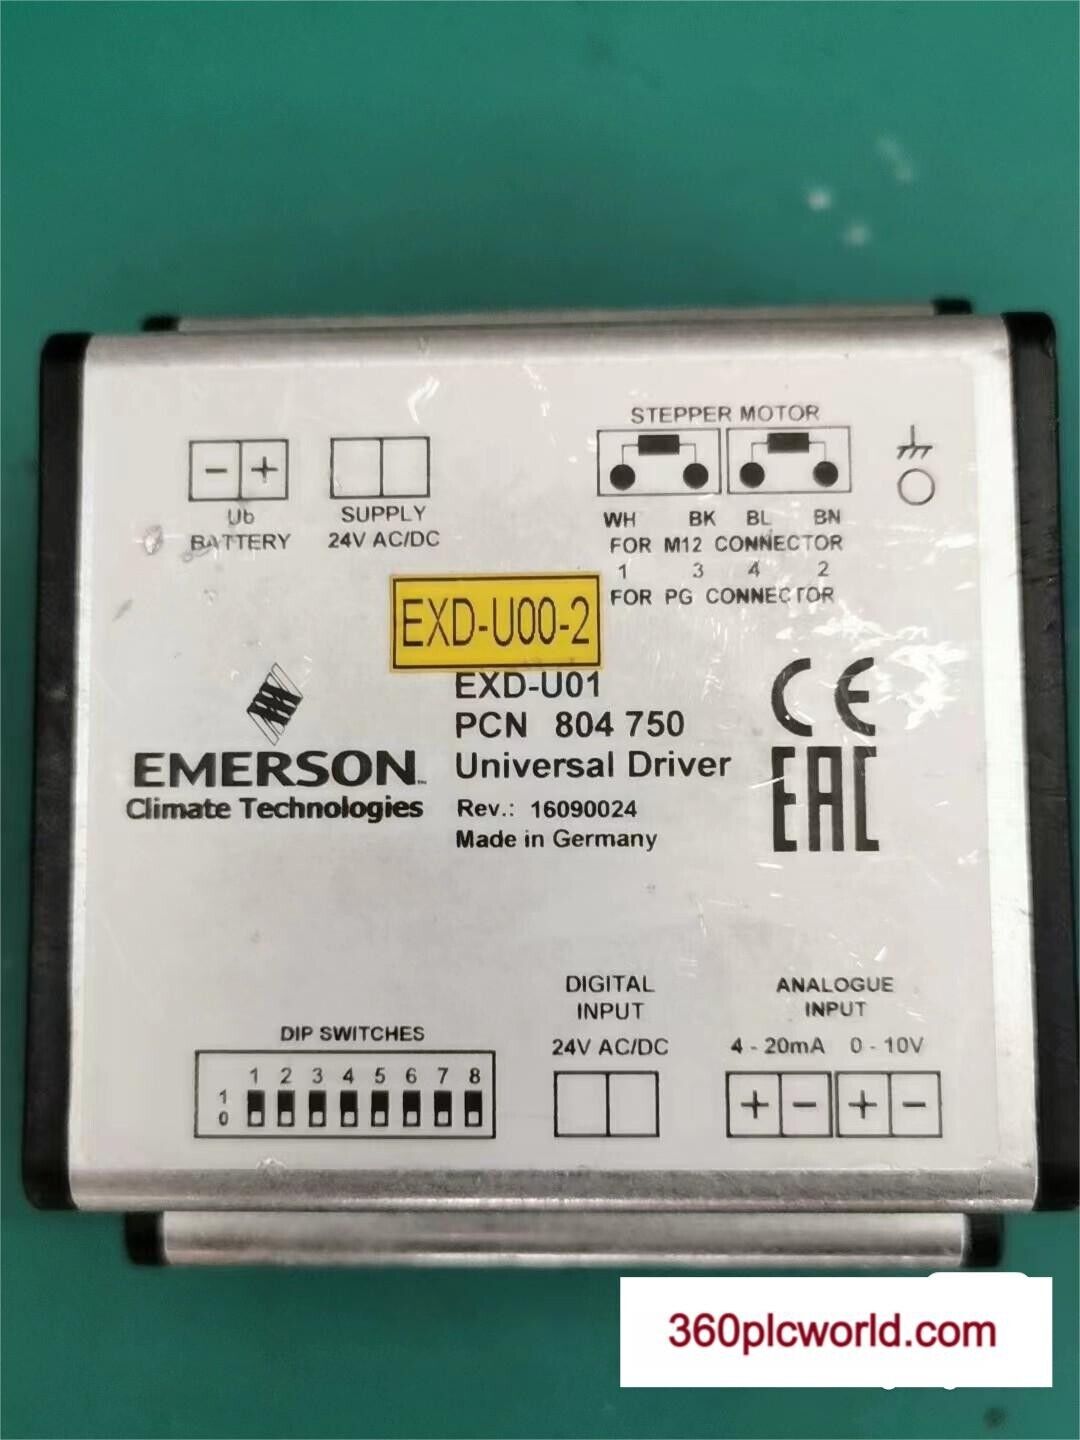 STEPPER MOTOR
- +
Ub
BATTERY
SUPPLY
24V AC/DC
WH BK BL BN
FOR M12 CONNECTOR
1 3 4 2
FOR PG CONNECTOR
EXD-U00-2
EXD-U01
PCN 804 750
Universal Driver
Rev.: 16090024
Made in Germany
EMERSON
Climate Technologies
CE
EAC
DIP SWITCHES
1 2 3 4 5 6 7 8
1
0
DIGITAL
INPUT
24V AC/DC
ANALOGUE
INPUT
4 - 20mA 0 - 10V
+ - + -
360plcworld.com